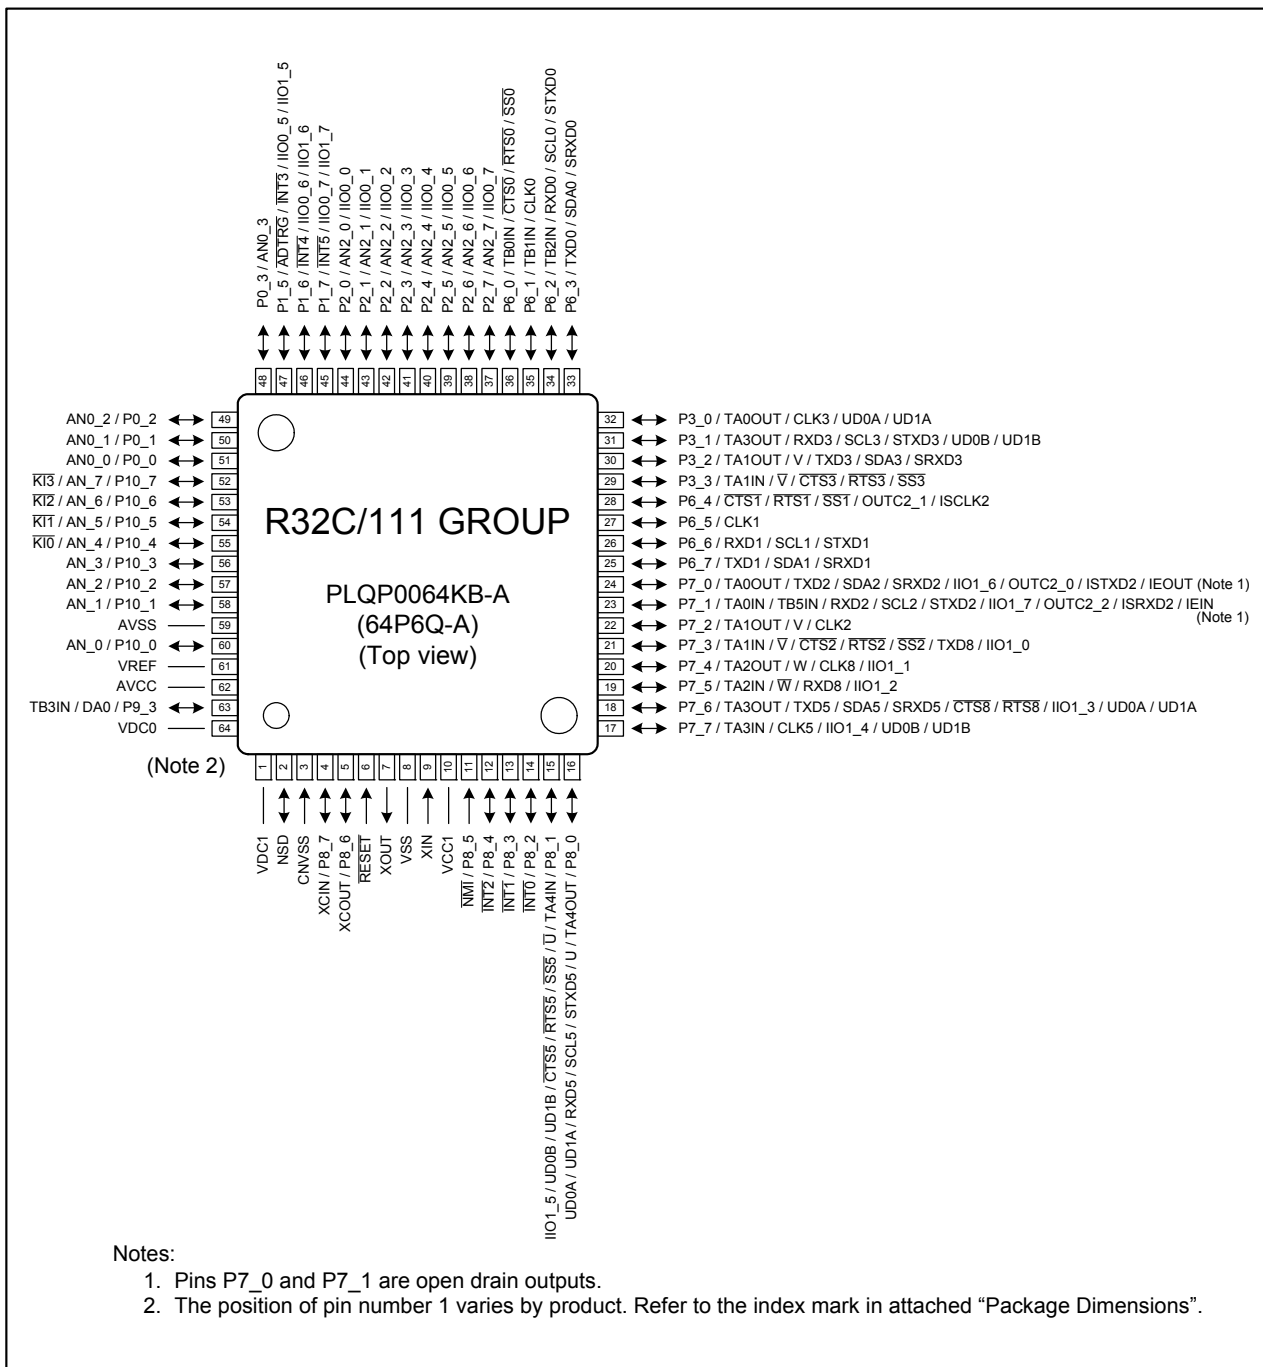 P0_3 / AN0_3
P1_5 / ADTRG / INT3 / IIO0_5 / IIO1_5
P1_6 / INT4 / IIO0_6 / IIO1_6
P1_7 / INT5 / IIO0_7 / IIO1_7
P2_0 / AN2_0 / IIO0_0
P2_1 / AN2_1 / IIO0_1
P2_2 / AN2_2 / IIO0_2
P2_3 / AN2_3 / IIO0_3
P2_4 / AN2_4 / IIO0_4
P2_5 / AN2_5 / IIO0_5
P2_6 / AN2_6 / IIO0_6
P2_7 / AN2_7 / IIO0_7
P6_0 / TB0IN / CTS0 / RTS0 / SS0
P6_1 / TB1IN / CLK0
P6_2 / TB2IN / RXD0 / SCL0 / STXD0
P6_3 / TXD0 / SDA0 / SRXD0
48 47 46 45 44 43 42 41 40 39 38 37 36 35 34 33
AN0_2 / P0_2 49
AN0_1 / P0_1 50
AN0_0 / P0_0 51
KI3 / AN_7 / P10_7 52
KI2 / AN_6 / P10_6 53
KI1 / AN_5 / P10_5 54
KI0 / AN_4 / P10_4 55
AN_3 / P10_3 56
AN_2 / P10_2 57
AN_1 / P10_1 58
AVSS 59
AN_0 / P10_0 60
VREF 61
AVCC 62
TB3IN / DA0 / P9_3 63
VDC0 64
(Note 2)
R32C/111 GROUP
PLQP0064KB-A
(64P6Q-A)
(Top view)
32 P3_0 / TA0OUT / CLK3 / UD0A / UD1A
31 P3_1 / TA3OUT / RXD3 / SCL3 / STXD3 / UD0B / UD1B
30 P3_2 / TA1OUT / V / TXD3 / SDA3 / SRXD3
29 P3_3 / TA1IN / V / CTS3 / RTS3 / SS3
28 P6_4 / CTS1 / RTS1 / SS1 / OUTC2_1 / ISCLK2
27 P6_5 / CLK1
26 P6_6 / RXD1 / SCL1 / STXD1
25 P6_7 / TXD1 / SDA1 / SRXD1
24 P7_0 / TA0OUT / TXD2 / SDA2 / SRXD2 / IIO1_6 / OUTC2_0 / ISTXD2 / IEOUT (Note 1)
23 P7_1 / TA0IN / TB5IN / RXD2 / SCL2 / STXD2 / IIO1_7 / OUTC2_2 / ISRXD2 / IEIN
(Note 1)
22 P7_2 / TA1OUT / V / CLK2
21 P7_3 / TA1IN / V / CTS2 / RTS2 / SS2 / TXD8 / IIO1_0
20 P7_4 / TA2OUT / W / CLK8 / IIO1_1
19 P7_5 / TA2IN / W / RXD8 / IIO1_2
18 P7_6 / TA3OUT / TXD5 / SDA5 / SRXD5 / CTS8 / RTS8 / IIO1_3 / UD0A / UD1A
17 P7_7 / TA3IN / CLK5 / IIO1_4 / UD0B / UD1B
1 2 3 4 5 6 7 8 9 10 11 12 13 14 15 16
VDC1
NSD
CNVSS
XCIN / P8_7
XCOUT / P8_6
RESET
XOUT
VSS
XIN
VCC1
NMI / P8_5
INT2 / P8_4
INT1 / P8_3
INT0 / P8_2
IIO1_5 / UD0B / UD1B / CTS5 / RTS5 / SS5 / U / TA4IN / P8_1
UD0A / UD1A / RXD5 / SCL5 / STXD5 / U / TA4OUT / P8_0
Notes:
1. Pins P7_0 and P7_1 are open drain outputs.
2. The position of pin number 1 varies by product. Refer to the index mark in attached “Package Dimensions”.